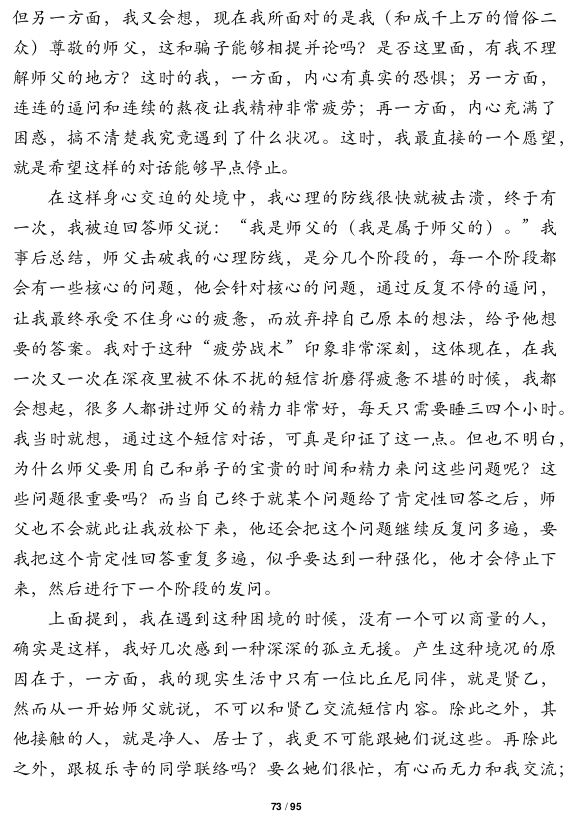 但另一方面，我又会想，现在我所面对的是我（和成千上万的僧俗二
众）尊敬的师父，这和骗子能够相提并论吗？是否这里面，有我不理
解师父的地方？这时的我，一方面，内心有真实的恐惧；另一方面，
连连的逼问和连续的熬夜让我精神非常疲劳；再一方面，内心充满了
困惑，搞不清楚我究竟遇到了什么状况。这时，我最直接的一个愿望，
就是希望这样的对话能够早点停止。
在这样身心交迫的处境中，我心理的防线很快就被击溃，终于有
一次，我被迫回答师父说：“我是师父的（我是属于师父的）。”我
事后总结，师父击破我的心理防线，是分几个阶段的，每一个阶段都
会有一些核心的问题，他会针对核心的问题，通过反复不停的逼问，
让我最终承受不住身心的疲惫，而放弃掉自己原本的想法，给予他想
要的答案。我对于这种“疲劳战术”印象非常深刻，这体现在，在我
一次又一次在深夜里被不休不扰的短信折磨得疲惫不堪的时候，我都
会想起，很多人都讲过师父的精力非常好，每天只需要睡三四个小时。
我当时就想，通过这个短信对话，可真是印证了这一点。但也不明白，
为什么师父要用自己和弟子的宝贵的时间和精力来问这些问题呢？这
些问题很重要吗？而当自己终于就某个问题给了肯定性回答之后，师
父也不会就此让我放松下来，他还会把这个问题继续反复问多遍，要
我把这个肯定性回答重复多遍，似乎要达到一种强化，他才会停止下
来，然后进行下一个阶段的发问。
上面提到，我在遇到这种困境的时候，没有一个可以商量的人，
确实是这样，我好几次感到一种深深的孤立无援。产生这种境况的原
因在于，一方面，我的现实生活中只有一位比丘尼同伴，就是贤乙，
然而从一开始师父就说，不可以和贤乙交流短信内容。除此之外，其
他接触的人，就是净人、居士了，我更不可能跟她们说这些。再除此
之外，跟极乐寺的同学联络吗？要么她们很忙，有心而无力和我交流；
73 / 95